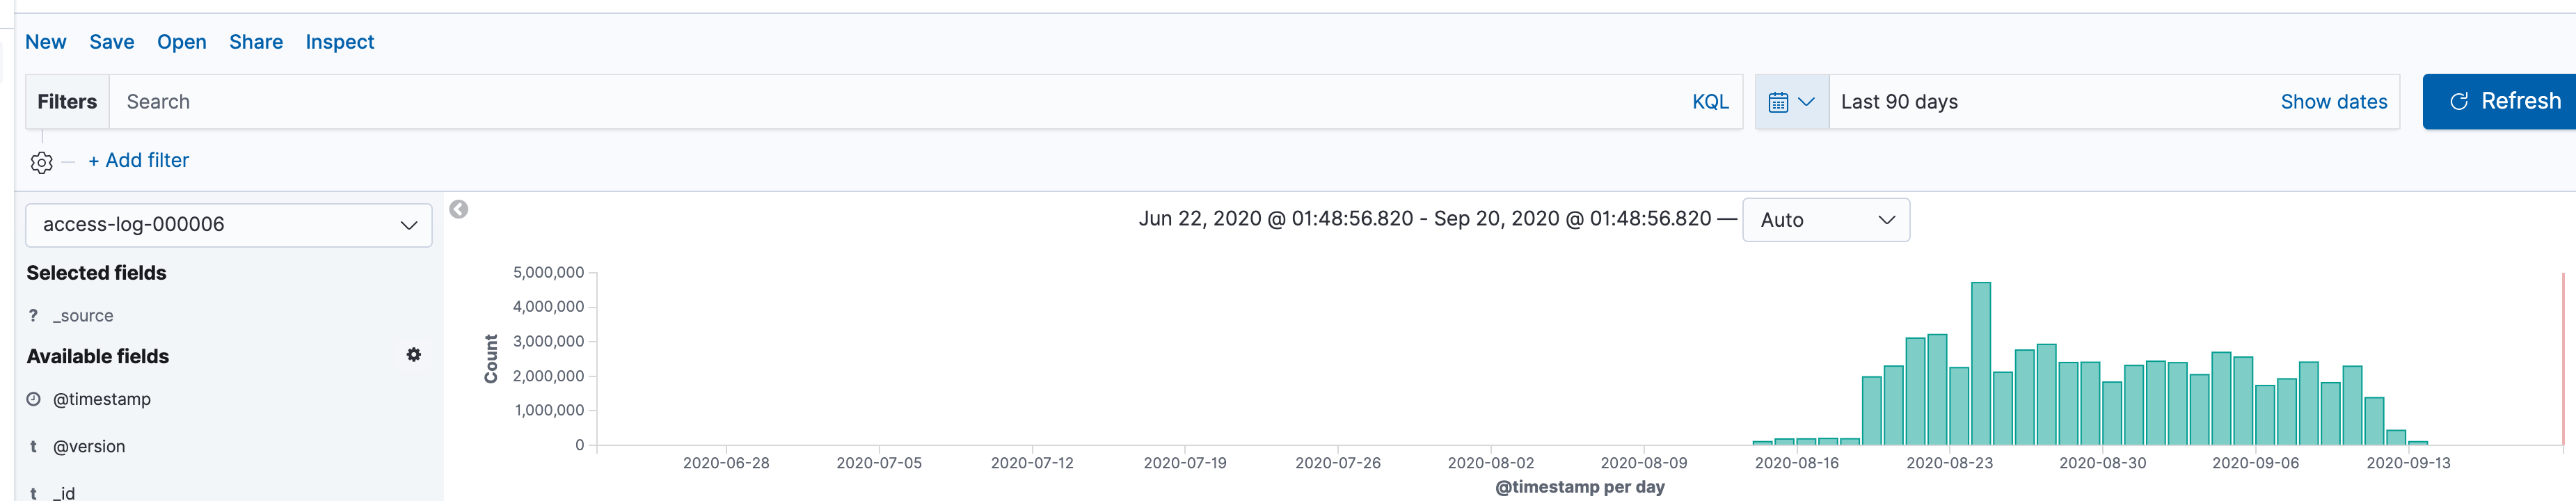 New Save Open Share Inspect
Filters Search KQL Last 90 days Show dates Refresh
+ Add filter
access-log-000006
Jun 22, 2020 @ 01:48:56.820 - Sep 20, 2020 @ 01:48:56.820 — Auto
Selected fields
? _source
Available fields
@timestamp
t @version
t _id
Count
5,000,000
4,000,000
3,000,000
2,000,000
1,000,000
0
2020-06-28 2020-07-05 2020-07-12 2020-07-19 2020-07-26 2020-08-02 2020-08-09 2020-08-16 2020-08-23 2020-08-30 2020-09-06 2020-09-13
@timestamp per day